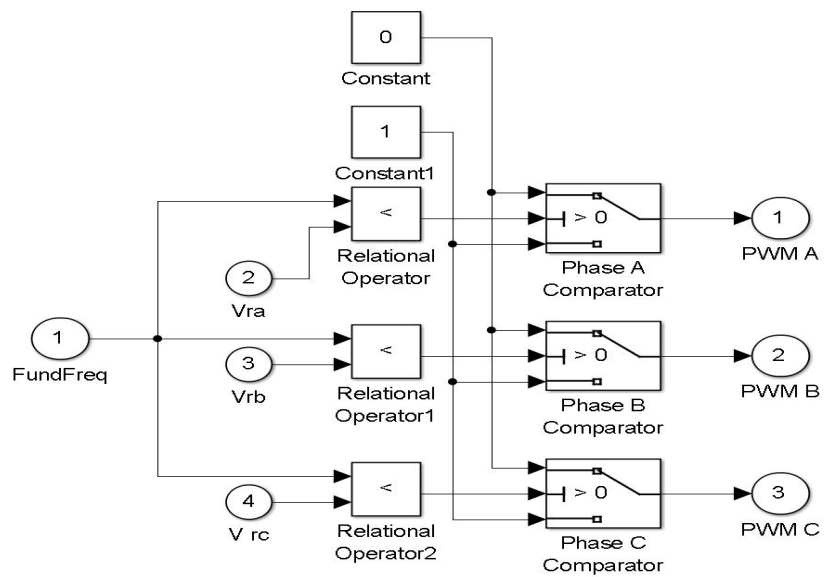 0
Constant
1
Constant1
<
Relational
Operator
> 0
Phase A
Comparator
1
PWM A
2
Vra
1
FundFreq
3
Vrb
<
Relational
Operator1
> 0
Phase B
Comparator
2
PWM B
4
V rc
<
Relational
Operator2
> 0
Phase C
Comparator
3
PWM C